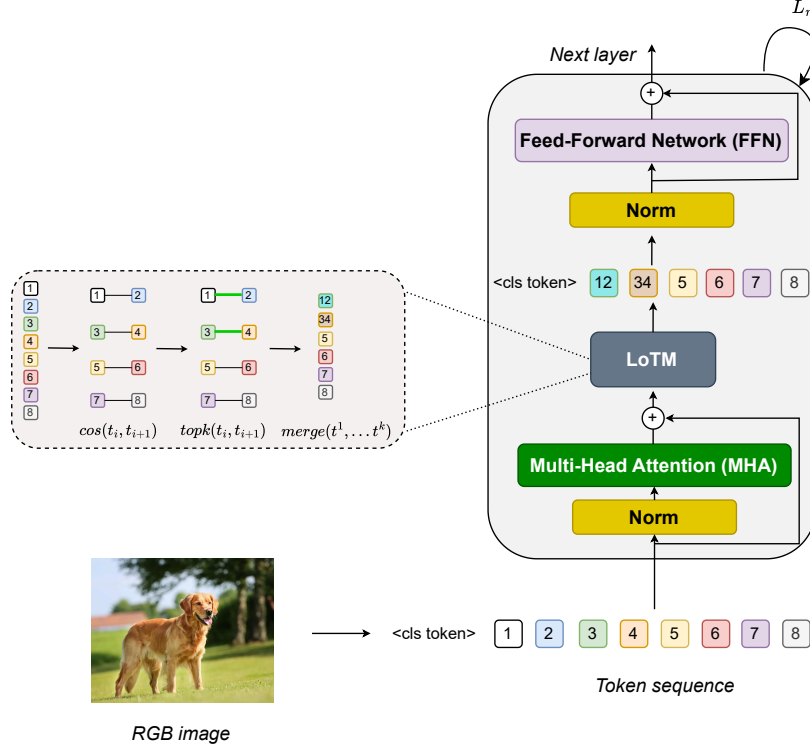 L
Next layer
+
Feed-Forward Network (FFN)
Norm
<cls token> 12 34 5 6 7 8
LoTM
+
Multi-Head Attention (MHA)
Norm
1
2
3
4
5
6
7
8
1 2
3 4
5 6
7 8
1 2
3 4
5 6
7 8
12
34
5
6
7
8
cos(t_i, t_{i+1}) topk(t_i, t_{i+1}) merge(t^1, ... t^k)
<cls token> 1 2 3 4 5 6 7 8
Token sequence
RGB image